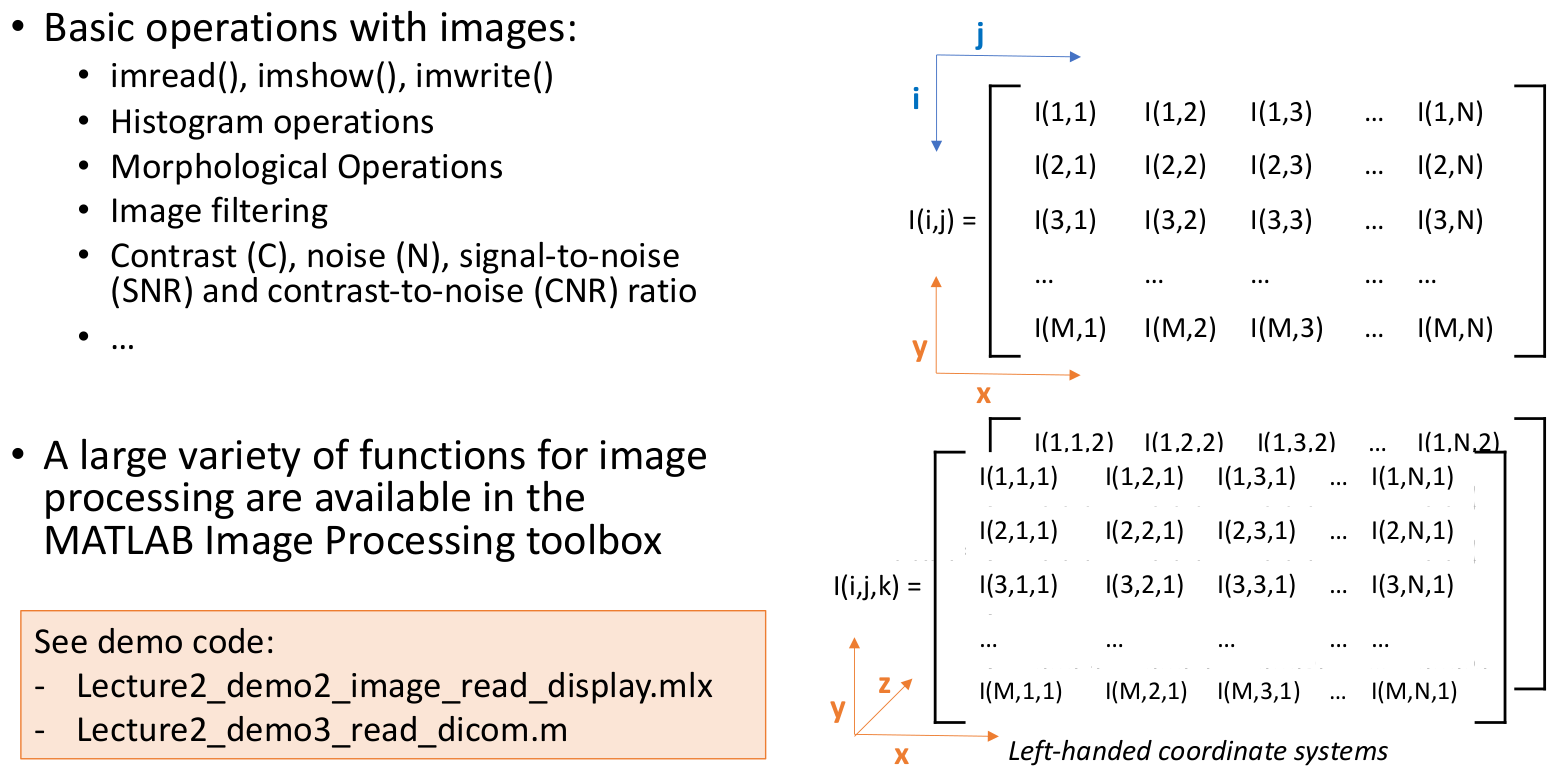 • Basic operations with images:
• imread(), imshow(), imwrite()
• Histogram operations
• Morphological Operations
• Image filtering
• Contrast (C), noise (N), signal-to-noise
(SNR) and contrast-to-noise (CNR) ratio
• ...
• A large variety of functions for image
processing are available in the
MATLAB Image Processing toolbox
See demo code:
- Lecture2_demo2_image_read_display.mlx
- Lecture2_demo3_read_dicom.m
j
i
I(1,1) I(1,2) I(1,3) ... I(1,N)
I(2,1) I(2,2) I(2,3) ... I(2,N)
I(i,j) = I(3,1) I(3,2) I(3,3) ... I(3,N)
... ... ... ... ...
I(M,1) I(M,2) I(M,3) ... I(M,N)
y
x
I(1,1,2) I(1,2,2) I(1,3,2) ... I(1,N,2)
I(1,1,1) I(1,2,1) I(1,3,1) ... I(1,N,1)
I(2,1,1) I(2,2,1) I(2,3,1) ... I(2,N,1)
I(i,j,k) = I(3,1,1) I(3,2,1) I(3,3,1) ... I(3,N,1)
... ... ... ... ...
I(M,1,1) I(M,2,1) I(M,3,1) ... I(M,N,1)
z
y
x
Left-handed coordinate systems